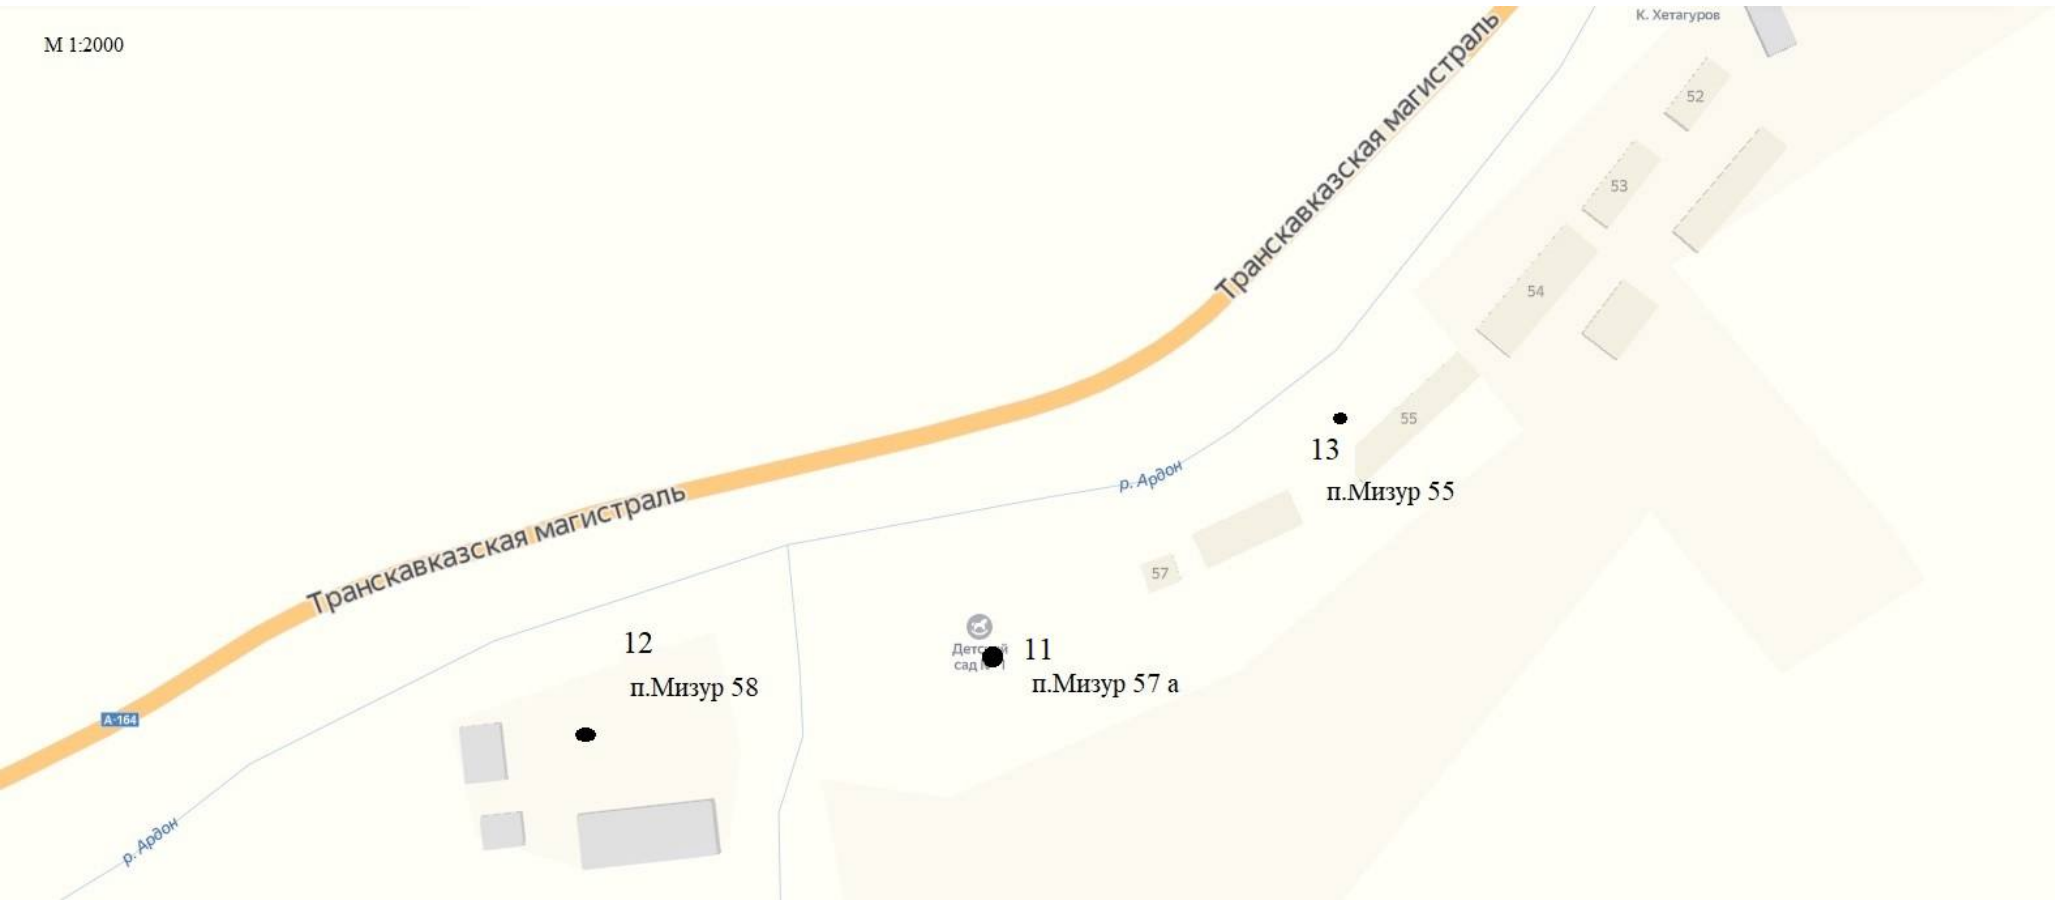 К. Хетагуров
М 1:2000
Транскавказская магистраль
52
53
54
55
13
р. Ардон
п.Мизур 55
Транскавказская магистраль
57
12
11
Детский
сад №1
п.Мизур 58
п.Мизур 57 а
А-164
р. Ардон